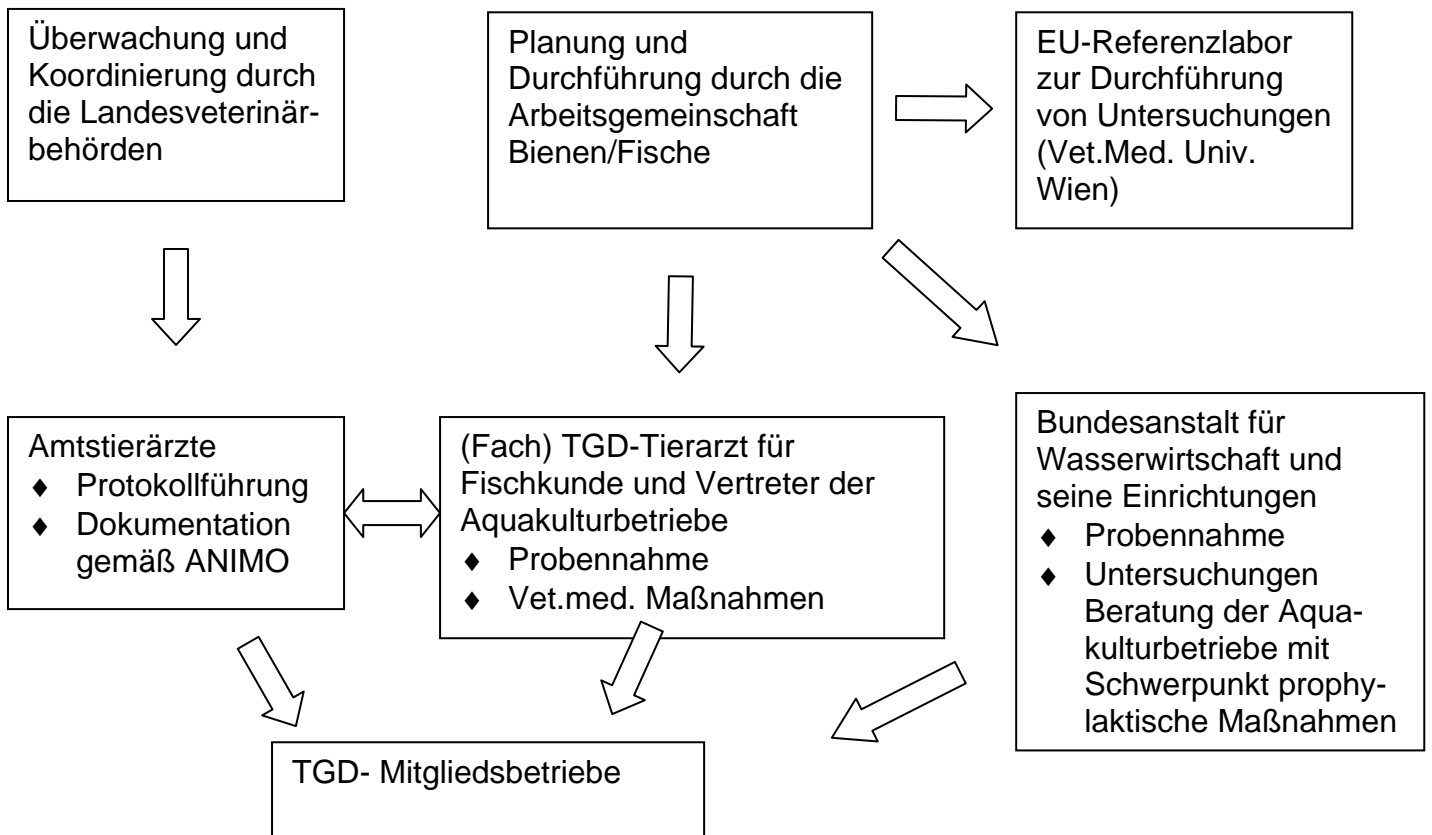 Überwachung und
Koordinierung durch
die Landesveterinär-
behörden
Planung und
Durchführung durch die
Arbeitsgemeinschaft
Bienen/Fische
EU-Referenzlabor
zur Durchführung
von Untersuchungen
(Vet.Med. Univ.
Wien)
Amtstierärzte
♦ Protokollführung
♦ Dokumentation
gemäß ANIMO
(Fach) TGD-Tierarzt für
Fischkunde und Vertreter der
Aquakulturbetriebe
♦ Probennahme
♦ Vet.med. Maßnahmen
Bundesanstalt für
Wasserwirtschaft und
seine Einrichtungen
♦ Probennahme
♦ Untersuchungen
Beratung der Aqua-
kulturbetriebe mit
Schwerpunkt prophy-
laktische Maßnahmen
TGD- Mitgliedsbetriebe